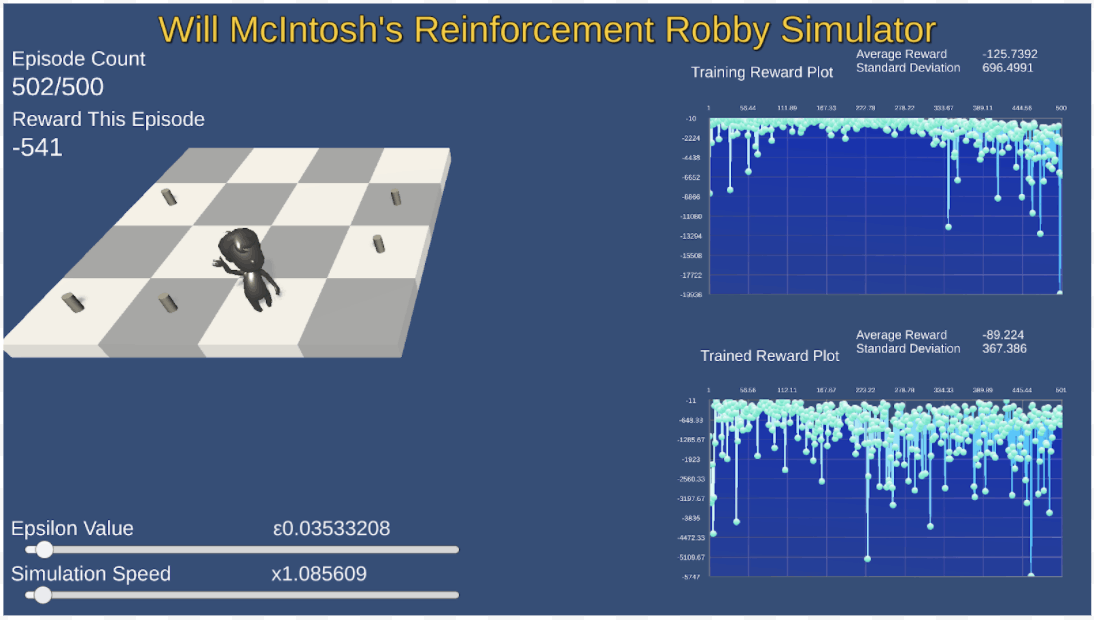 Will McIntosh's Reinforcement Robby Simulator
Episode Count
502/500
Reward This Episode
-541
Training Reward Plot
Average Reward -125.7392
Standard Deviation 696.4991
1 56.44 111.89 167.33 222.78 278.22 333.67 389.11 444.56 500
-10
-2224
-4438
-6652
-8866
-11080
-13294
-15508
-17722
-19936
Trained Reward Plot
Average Reward -89.224
Standard Deviation 367.386
1 56.56 112.11 167.67 223.22 278.78 334.33 389.89 445.44 501
-11
-648.33
-1285.67
-1923
-2560.33
-3197.67
-3835
-4472.33
-5109.67
-5747
Epsilon Value ε0.03533208
Simulation Speed x1.085609